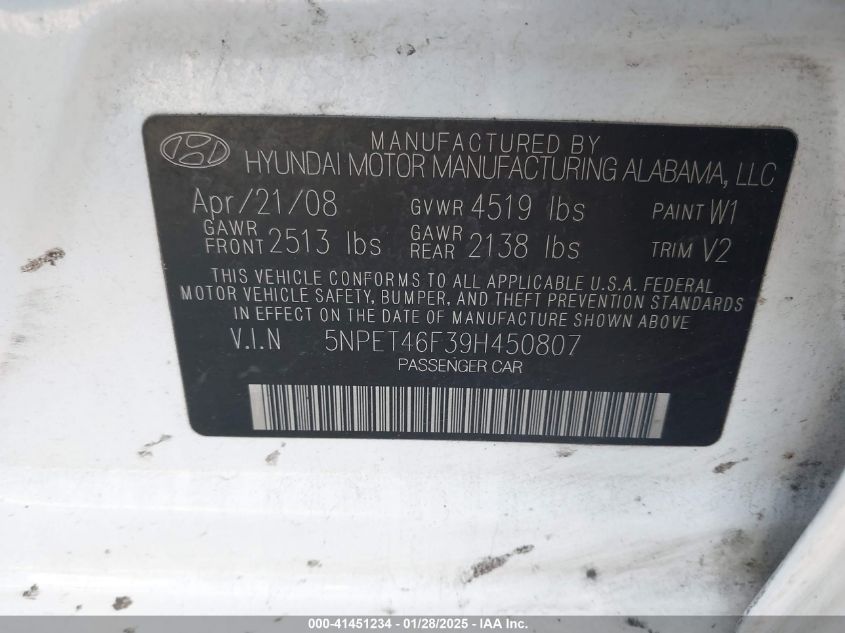 MANUFACTURED BY
HYUNDAI MOTOR MANUFACTURING ALABAMA, LLC
Apr/21/08 GVWR 4519 lbs PAINT W1
GAWR FRONT 2513 lbs GAWR REAR 2138 lbs TRIM V2
THIS VEHICLE CONFORMS TO ALL APPLICABLE U.S.A. FEDERAL
MOTOR VEHICLE SAFETY, BUMPER, AND THEFT PREVENTION STANDARDS
IN EFFECT ON THE DATE OF MANUFACTURE SHOWN ABOVE
V.I.N 5NPET46F39H450807
PASSENGER CAR
000-41451234 - 01/28/2025 - IAA Inc.